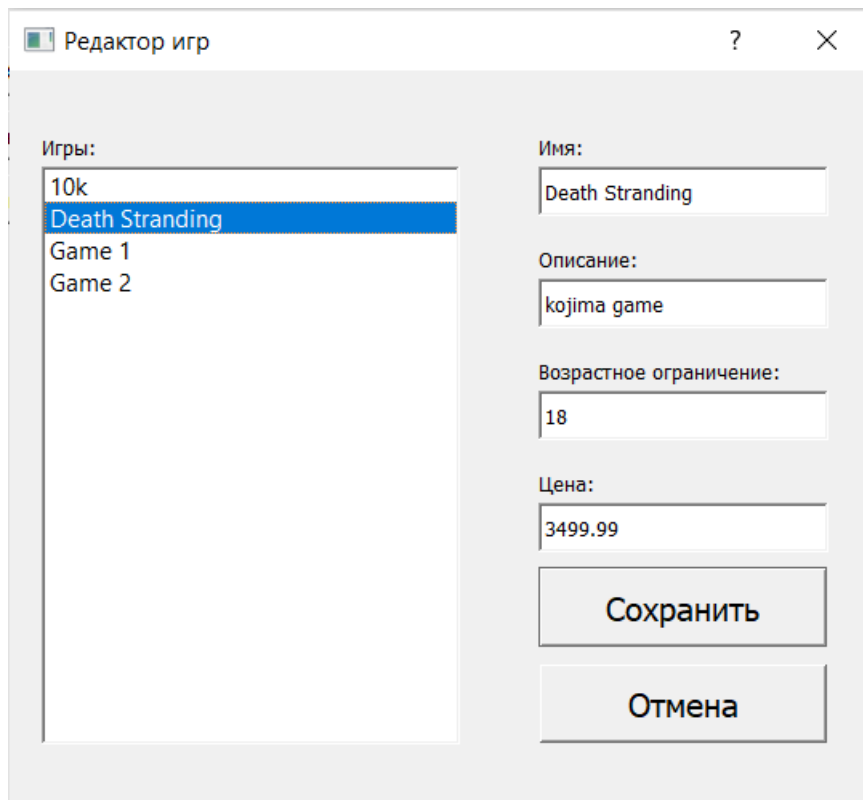 Редактор игр
?
Игры:
10k
Death Stranding
Game 1
Game 2
Имя:
Death Stranding
Описание:
kojima game
Возрастное ограничение:
18
Цена:
3499.99
Сохранить
Отмена